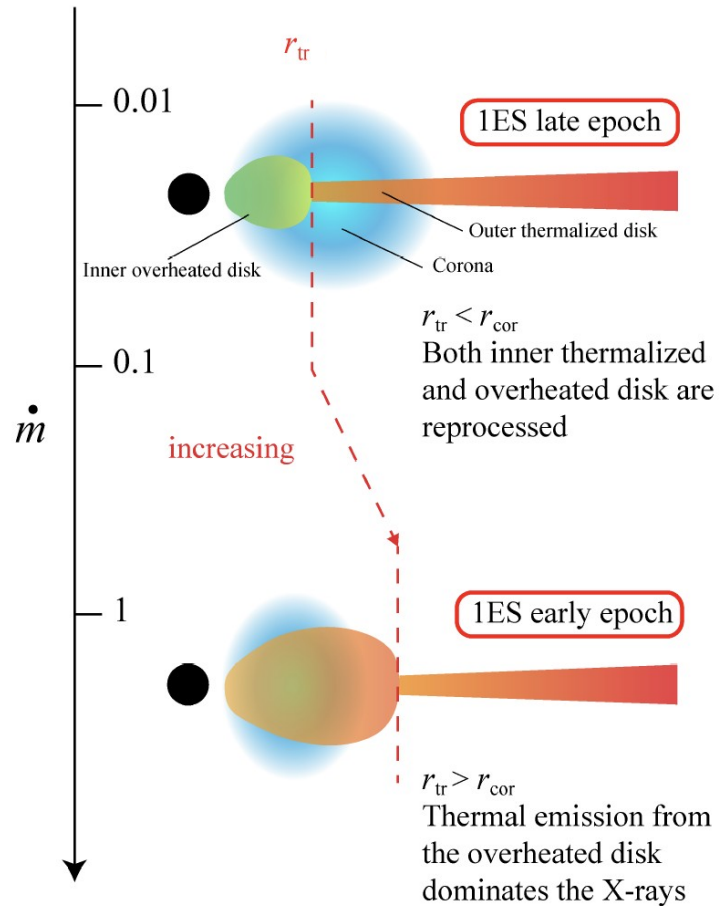 r_tr
0.01
1ES late epoch
Outer thermalized disk
Inner overheated disk
Corona
r_tr < r_cor
Both inner thermalized
and overheated disk are
reprocessed
0.1
ṁ
increasing
1
1ES early epoch
r_tr > r_cor
Thermal emission from
the overheated disk
dominates the X-rays